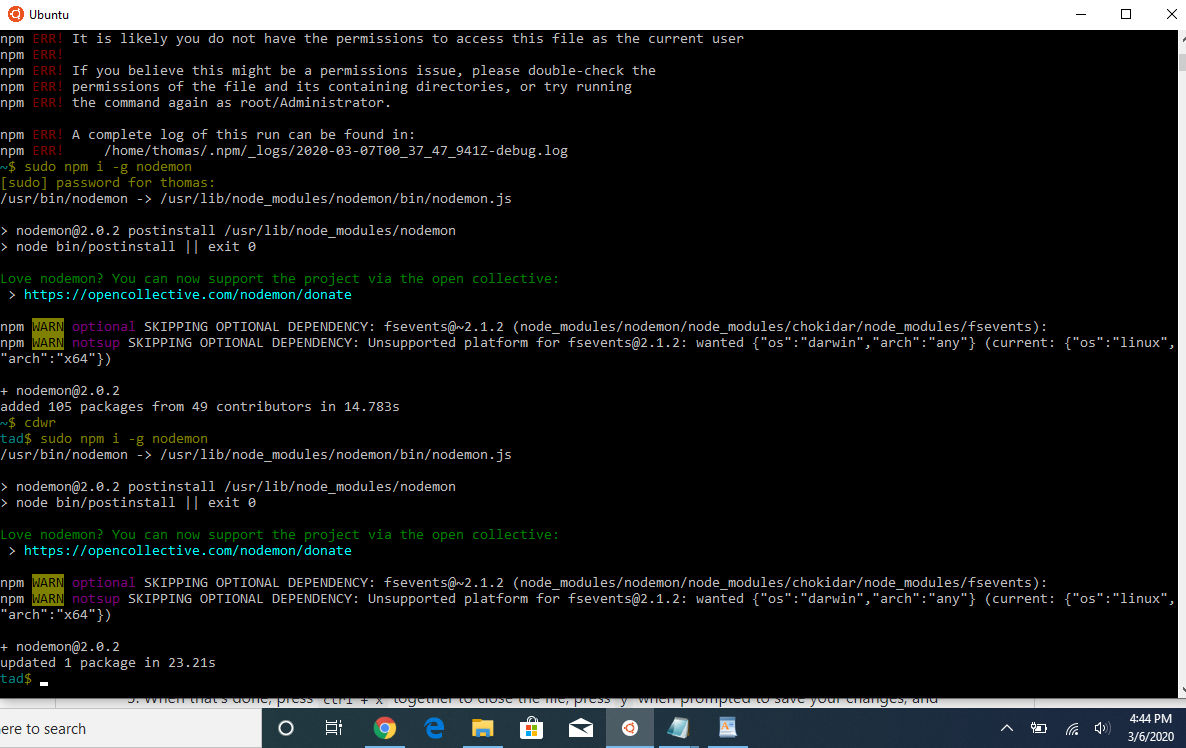 Ubuntu
npm ERR! It is likely you do not have the permissions to access this file as the current user
npm ERR!
npm ERR! If you believe this might be a permissions issue, please double-check the
npm ERR! permissions of the file and its containing directories, or try running
npm ERR! the command again as root/Administrator.
npm ERR! A complete log of this run can be found in:
npm ERR!     /home/thomas/.npm/_logs/2020-03-07T00_37_47_941Z-debug.log
~$ sudo npm i -g nodemon
[sudo] password for thomas:
/usr/bin/nodemon -> /usr/lib/node_modules/nodemon/bin/nodemon.js
> nodemon@2.0.2 postinstall /usr/lib/node_modules/nodemon
> node bin/postinstall || exit 0
Love nodemon? You can now support the project via the open collective:
 > https://opencollective.com/nodemon/donate
npm WARN optional SKIPPING OPTIONAL DEPENDENCY: fsevents@~2.1.2 (node_modules/nodemon/node_modules/chokidar/node_modules/fsevents):
npm WARN notsup SKIPPING OPTIONAL DEPENDENCY: Unsupported platform for fsevents@2.1.2: wanted {"os":"darwin","arch":"any"} (current: {"os":"linux",
"arch":"x64"})
+ nodemon@2.0.2
added 105 packages from 49 contributors in 14.783s
~$ cdwr
tad$ sudo npm i -g nodemon
/usr/bin/nodemon -> /usr/lib/node_modules/nodemon/bin/nodemon.js
> nodemon@2.0.2 postinstall /usr/lib/node_modules/nodemon
> node bin/postinstall || exit 0
Love nodemon? You can now support the project via the open collective:
 > https://opencollective.com/nodemon/donate
npm WARN optional SKIPPING OPTIONAL DEPENDENCY: fsevents@~2.1.2 (node_modules/nodemon/node_modules/chokidar/node_modules/fsevents):
npm WARN notsup SKIPPING OPTIONAL DEPENDENCY: Unsupported platform for fsevents@2.1.2: wanted {"os":"darwin","arch":"any"} (current: {"os":"linux",
"arch":"x64"})
+ nodemon@2.0.2
updated 1 package in 23.21s
tad$
When that's done, press ctrl + x together to close the file, press y when prompted to save your changes, and
ere to search
4:44 PM
3/6/2020